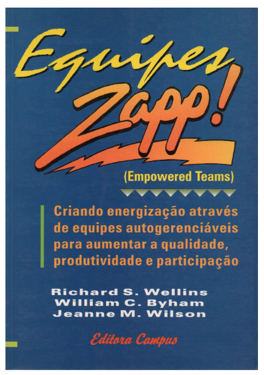 Equipes
Zapp!
(Empowered Teams)
Criando energização através
de equipes autogerenciáveis
para aumentar a qualidade,
produtividade e participação
Richard S. Wellins
William C. Byham
Jeanne M. Wilson
Editora Campus